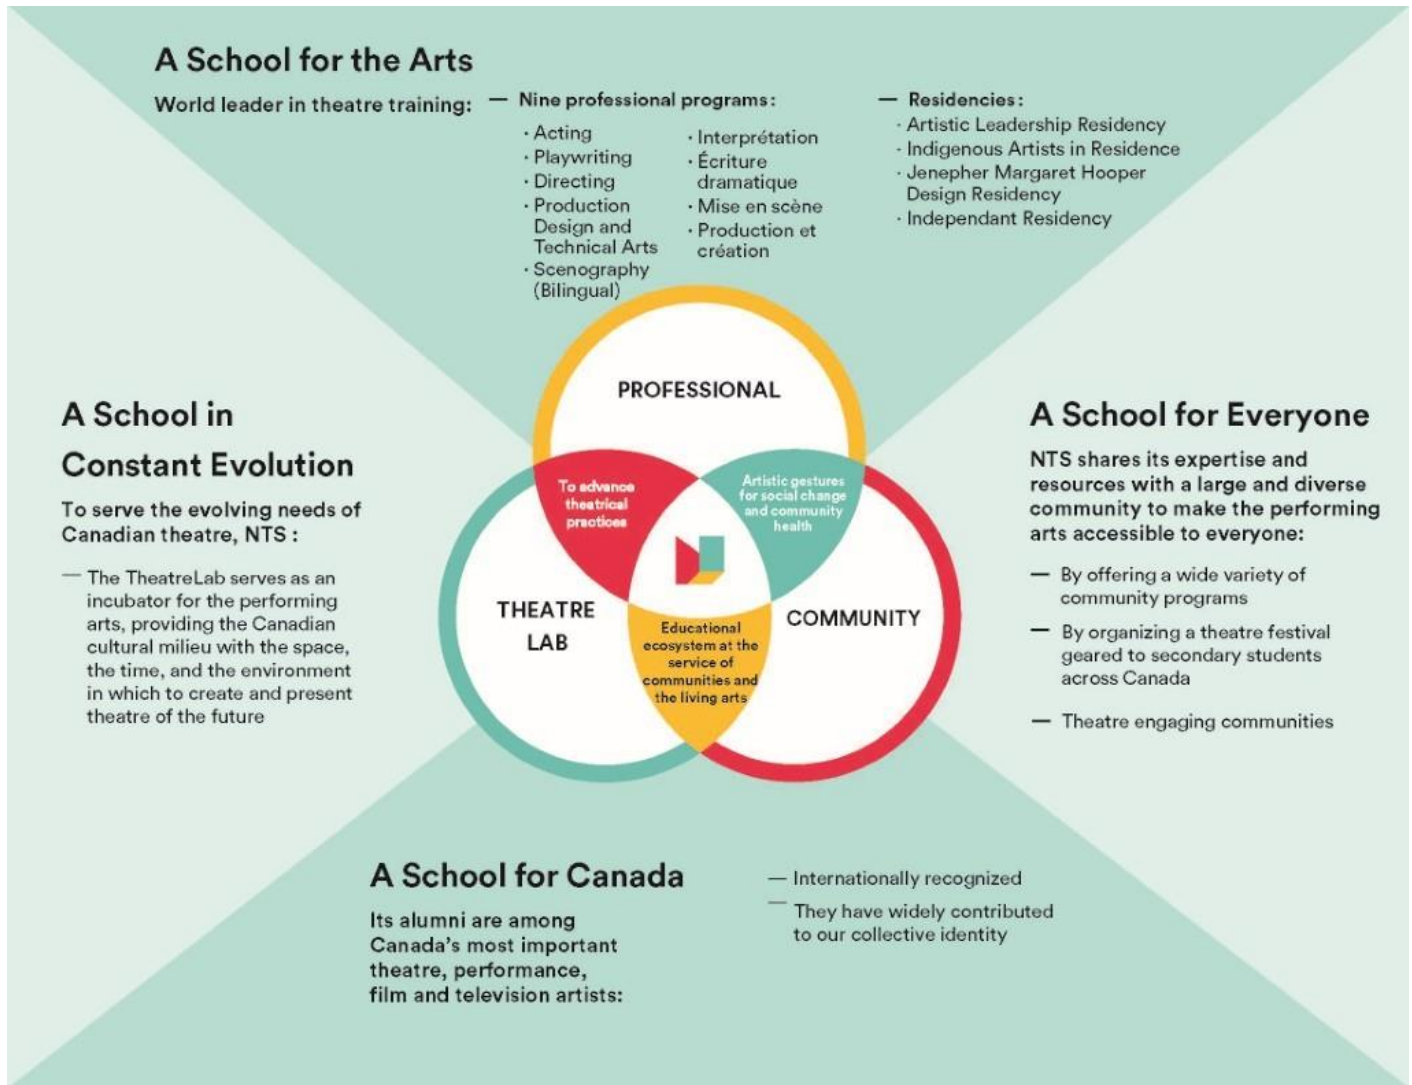 A School for the Arts
World leader in theatre training:
— Nine professional programs:
· Acting
· Playwriting
· Directing
· Production
Design and
Technical Arts
· Scenography
(Bilingual)
· Interprétation
· Écriture
dramatique
· Mise en scène
· Production et
création
— Residencies:
· Artistic Leadership Residency
· Indigenous Artists in Residence
· Jenepher Margaret Hooper
Design Residency
· Independant Residency
A School in
Constant Evolution
To serve the evolving needs of
Canadian theatre, NTS :
— The TheatreLab serves as an
incubator for the performing
arts, providing the Canadian
cultural milieu with the space,
the time, and the environment
in which to create and present
theatre of the future
PROFESSIONAL
To advance
theatrical
practices
Artistic gestures
for social change
and community
health
THEATRE
LAB
COMMUNITY
Educational
ecosystem at the
service of
communities and
the living arts
A School for Everyone
NTS shares its expertise and
resources with a large and diverse
community to make the performing
arts accessible to everyone:
— By offering a wide variety of
community programs
— By organizing a theatre festival
geared to secondary students
across Canada
— Theatre engaging communities
A School for Canada
Its alumni are among
Canada's most important
theatre, performance,
film and television artists:
— Internationally recognized
— They have widely contributed
to our collective identity